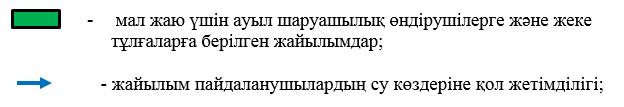 - мал жаю үшін ауыл шаруашылық өндірушілерге және жеке
тұлғаларға берілген жайылымдар;
- жайылым пайдаланушылардың су көздеріне қол жетімділігі;